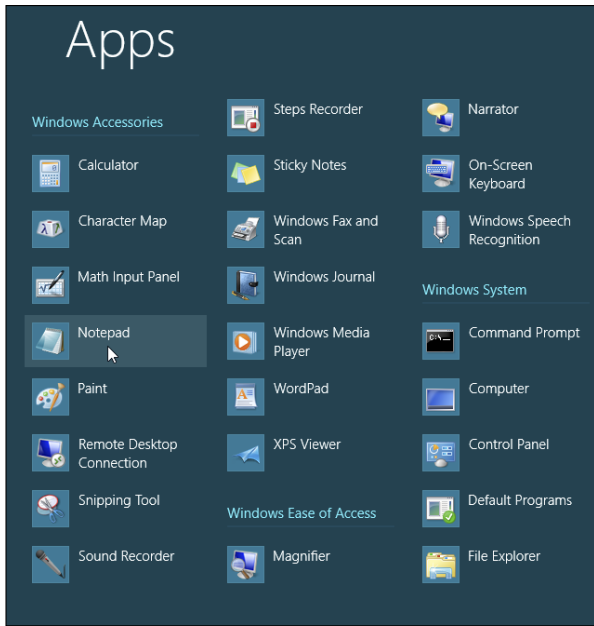 Apps
Windows Accessories
Calculator
Character Map
Math Input Panel
Notepad
Paint
Remote Desktop
Connection
Snipping Tool
Sound Recorder
Steps Recorder
Sticky Notes
Windows Fax and
Scan
Windows Journal
Windows Media
Player
WordPad
XPS Viewer
Windows Ease of Access
Magnifier
Narrator
On-Screen
Keyboard
Windows Speech
Recognition
Windows System
Command Prompt
C:\_
Computer
Control Panel
Default Programs
File Explorer